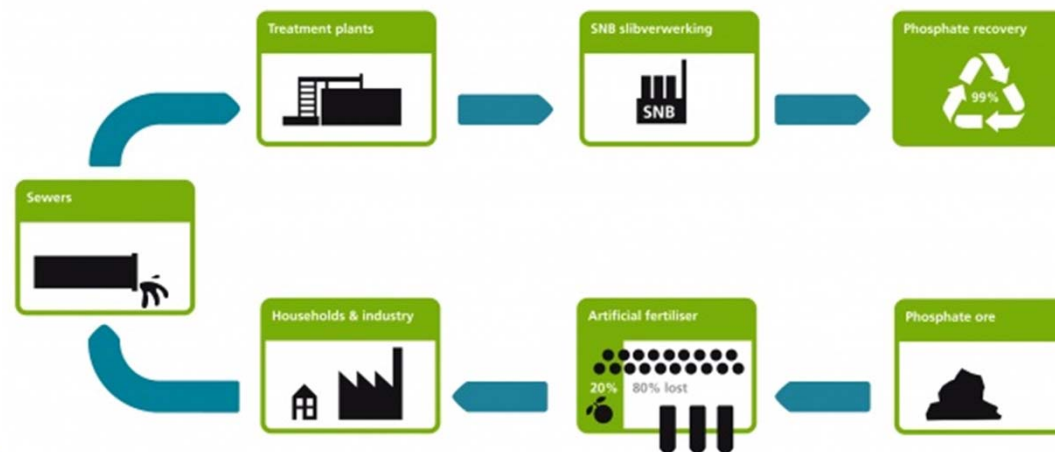 Treatment plants
SNB slibverwerking
SNB
Phosphate recovery
99%
Sewers
Households & industry
Artificial fertiliser
20% 80% lost
Phosphate ore